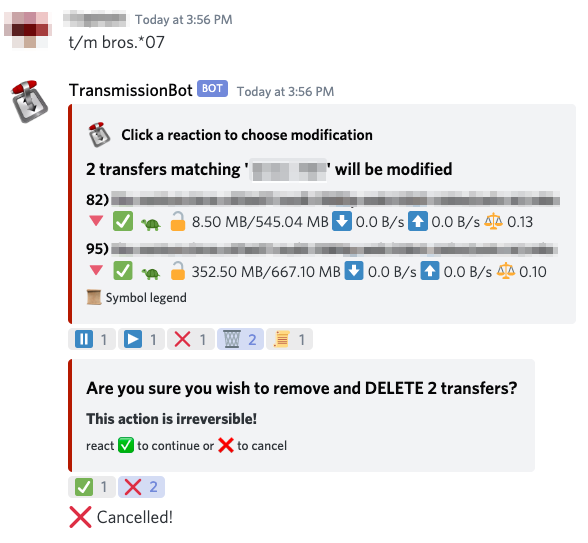 Today at 3:56 PM
t/m bros.*07
TransmissionBot BOT Today at 3:56 PM
Click a reaction to choose modification
2 transfers matching ' ' will be modified
82)
8.50 MB/545.04 MB 0.0 B/s 0.0 B/s 0.13
95)
352.50 MB/667.10 MB 0.0 B/s 0.0 B/s 0.10
Symbol legend
1 1 1 2 1
Are you sure you wish to remove and DELETE 2 transfers?
This action is irreversible!
react ✅ to continue or ❌ to cancel
1 2
❌ Cancelled!